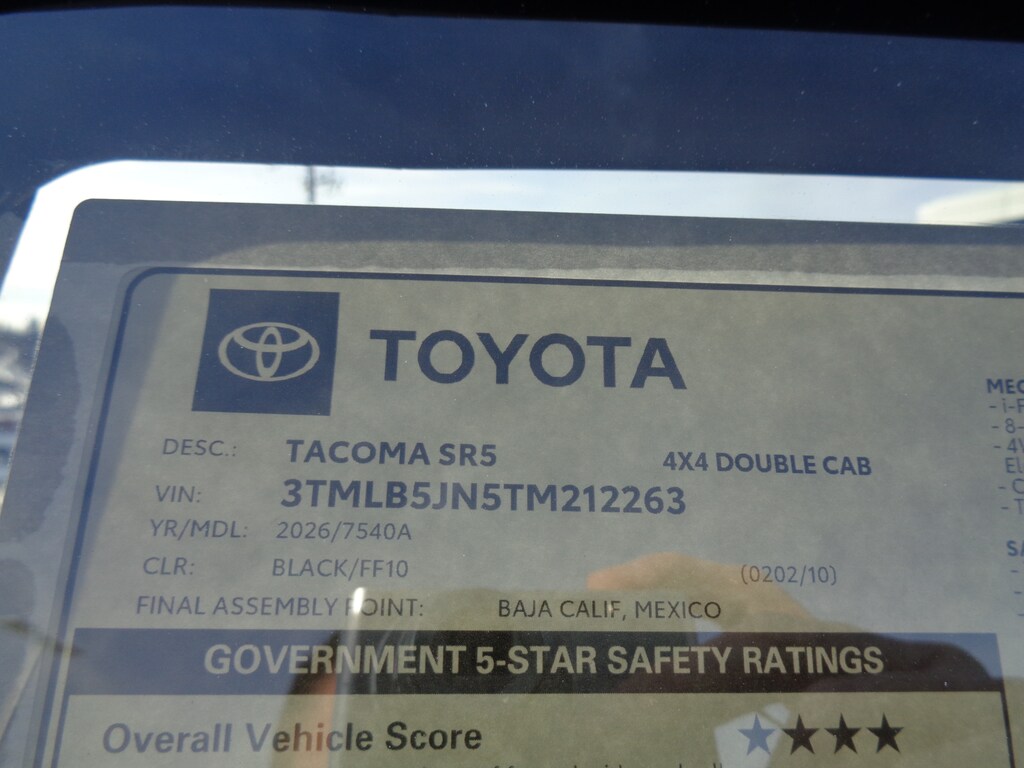 TOYOTA
DESC.: TACOMA SR5 4X4 DOUBLE CAB
VIN: 3TMLB5JN5TM212263
YR/MDL: 2026/7540A
CLR: BLACK/FF10 (0202/10)
FINAL ASSEMBLY POINT: BAJA CALIF, MEXICO
GOVERNMENT 5-STAR SAFETY RATINGS
Overall Vehicle Score ★★★★